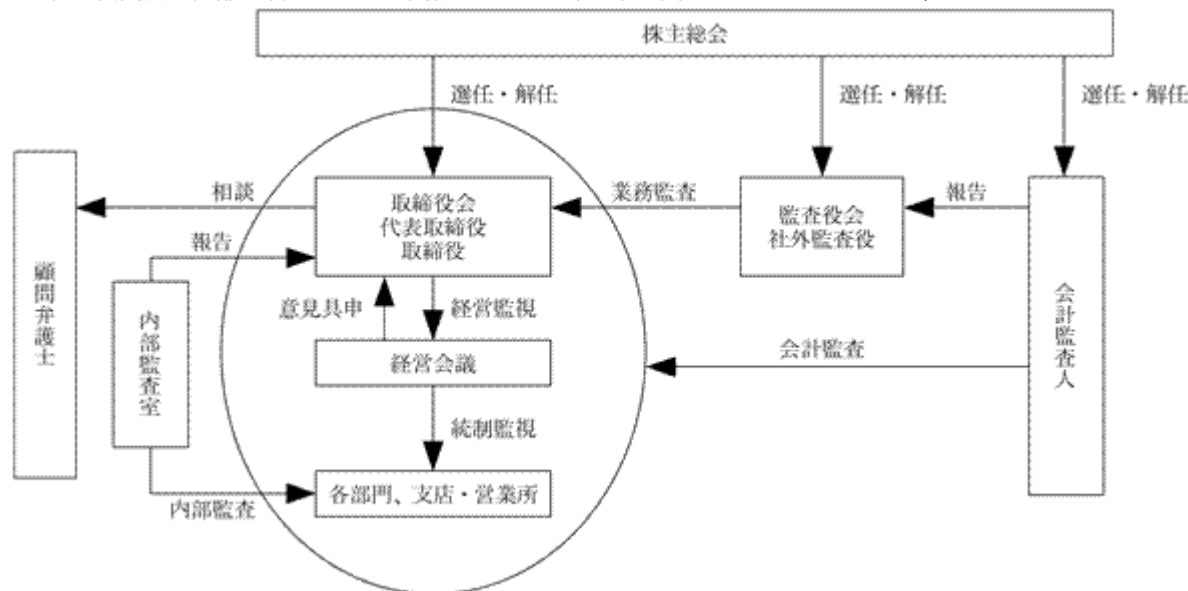 株主総会
選任・解任
選任・解任
選任・解任
相談
取締役会
代表取締役
取締役
業務監査
監査役会
社外監査役
報告
報告
顧問弁護士
内部監査室
意見具申
経営監視
会計監査人
経営会議
会計監査
統制監視
各部門、支店・営業所
内部監査